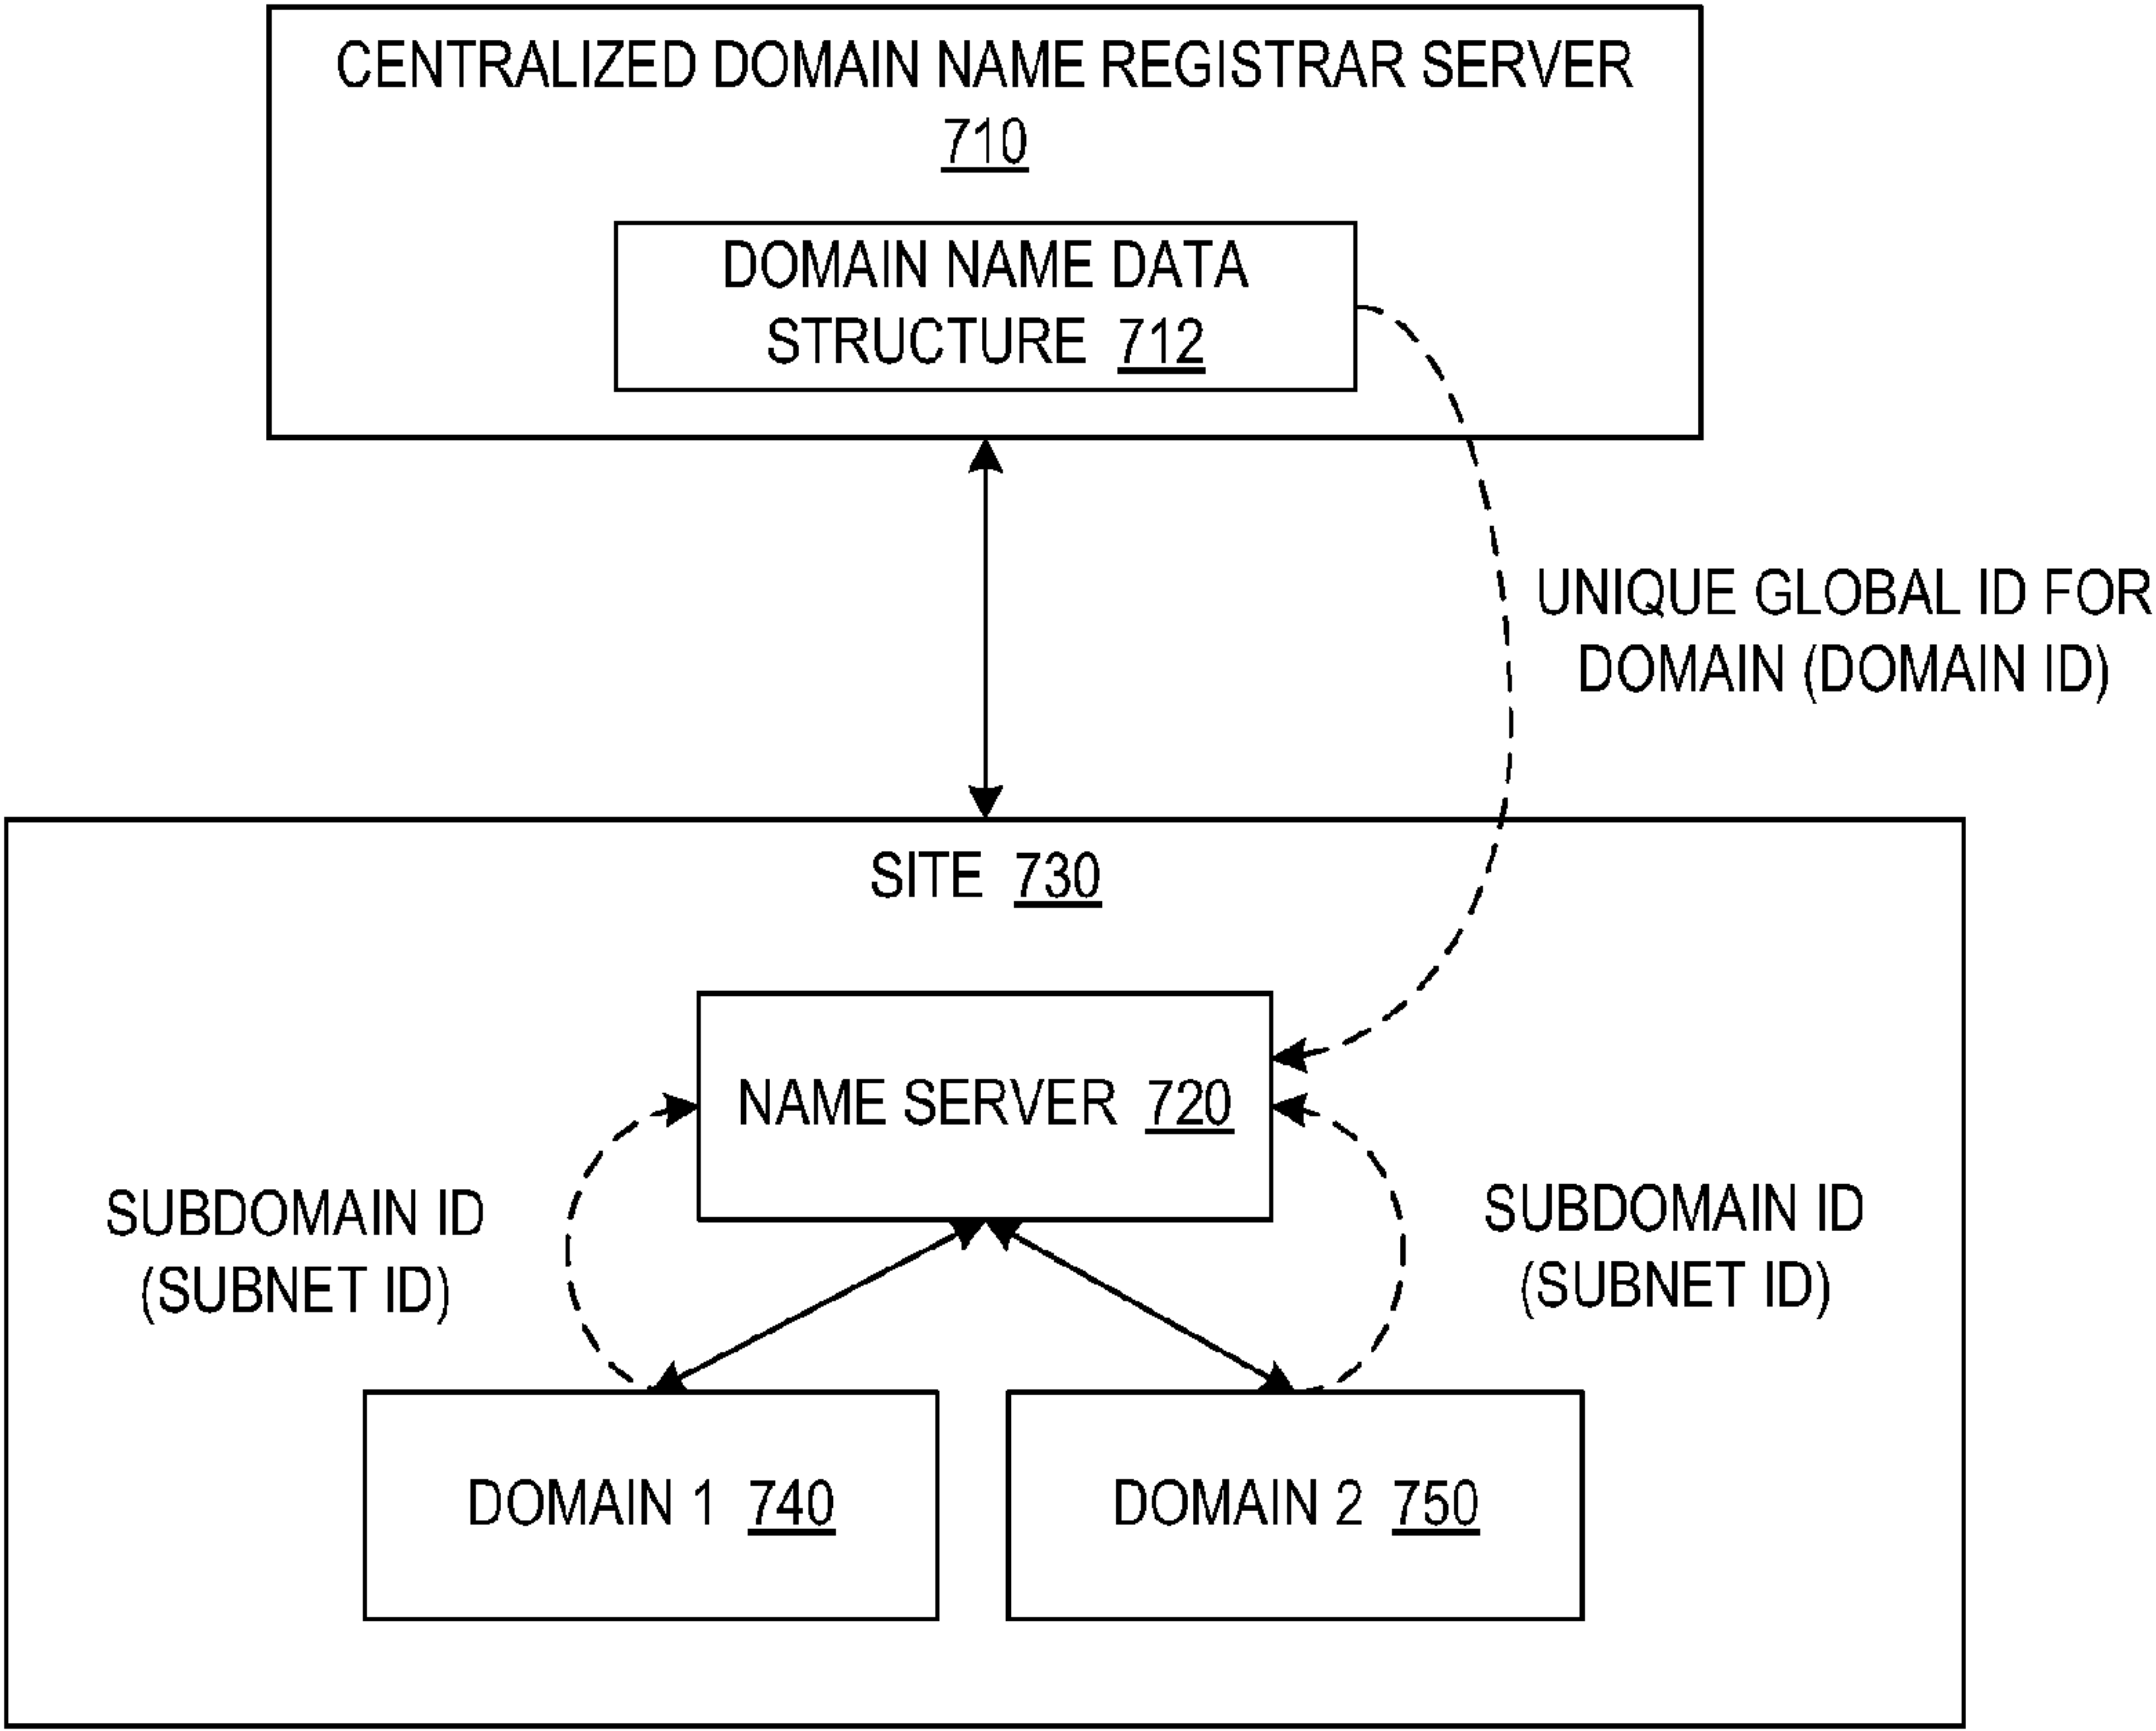 CENTRALIZED DOMAIN NAME REGISTRAR SERVER
710
DOMAIN NAME DATA
STRUCTURE 712
UNIQUE GLOBAL ID FOR
DOMAIN (DOMAIN ID)
SITE 730
NAME SERVER 720
SUBDOMAIN ID
(SUBNET ID)
SUBDOMAIN ID
(SUBNET ID)
DOMAIN 1 740
DOMAIN 2 750